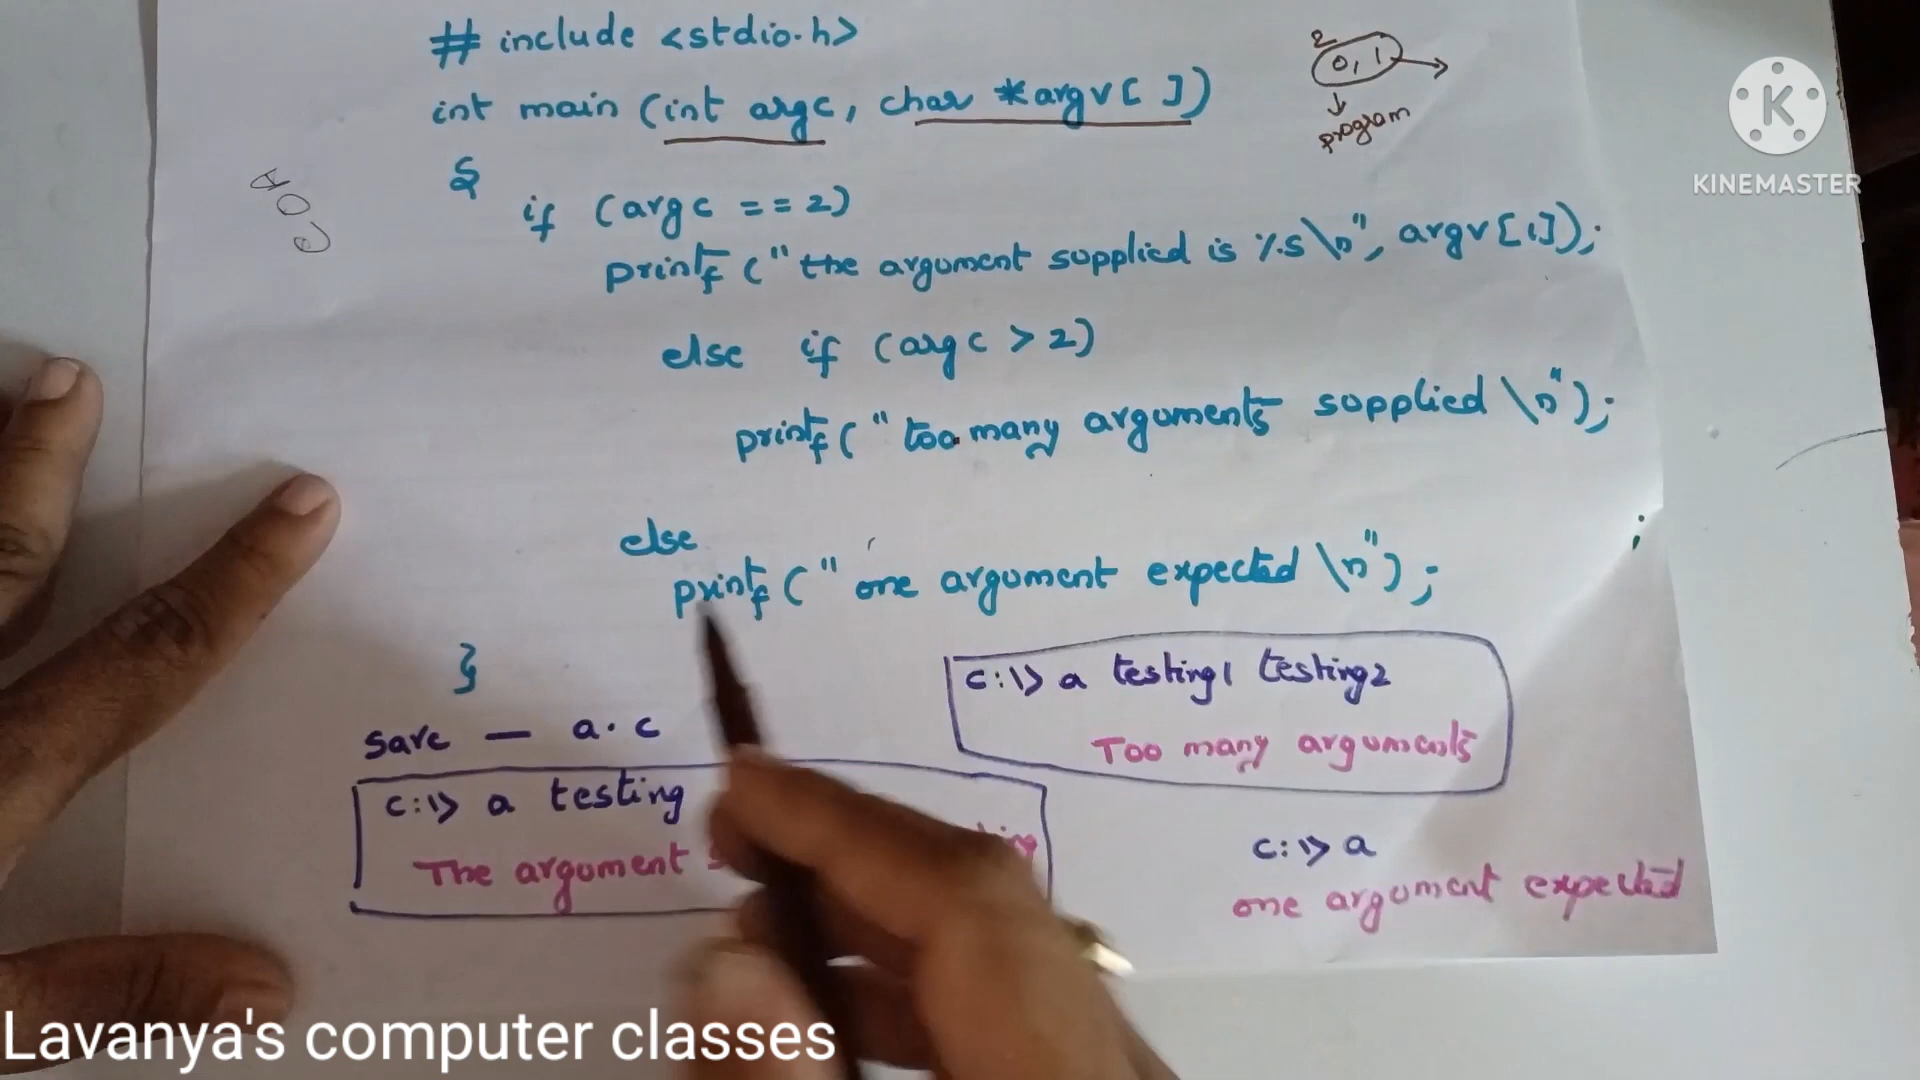 # include <stdio.h>
int main (int argc, char *argv[ ])
{
if (argc == 2)
printf ("the argument supplied is %s\n", argv[1]);
else if (argc > 2)
printf (" too many arguments supplied \n");
else
printf (" one argument expected \n");
}
save — a.c
c:\> a testing
The argument
c:\> a testing1 testing2
Too many arguments
c:\> a
one argument expected
2
0, 1
program
K
KINEMASTER
Lavanya's computer classes